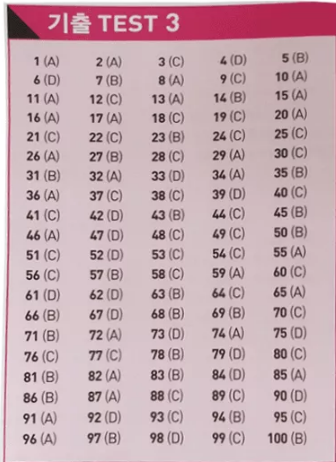 기출 TEST 3
1 (A) 2 (A) 3 (C) 4 (D) 5 (B)
6 (D) 7 (B) 8 (A) 9 (C) 10 (A)
11 (A) 12 (C) 13 (A) 14 (B) 15 (A)
16 (A) 17 (A) 18 (C) 19 (C) 20 (A)
21 (C) 22 (C) 23 (B) 24 (C) 25 (C)
26 (A) 27 (B) 28 (C) 29 (A) 30 (C)
31 (B) 32 (A) 33 (D) 34 (A) 35 (B)
36 (A) 37 (C) 38 (C) 39 (D) 40 (C)
41 (C) 42 (D) 43 (B) 44 (C) 45 (B)
46 (A) 47 (D) 48 (C) 49 (C) 50 (B)
51 (C) 52 (D) 53 (C) 54 (C) 55 (A)
56 (C) 57 (B) 58 (C) 59 (A) 60 (C)
61 (D) 62 (D) 63 (B) 64 (C) 65 (A)
66 (B) 67 (D) 68 (B) 69 (B) 70 (C)
71 (B) 72 (A) 73 (D) 74 (A) 75 (D)
76 (C) 77 (C) 78 (B) 79 (D) 80 (C)
81 (B) 82 (A) 83 (B) 84 (D) 85 (A)
86 (B) 87 (A) 88 (C) 89 (C) 90 (D)
91 (A) 92 (D) 93 (C) 94 (B) 95 (C)
96 (A) 97 (B) 98 (D) 99 (C) 100 (B)